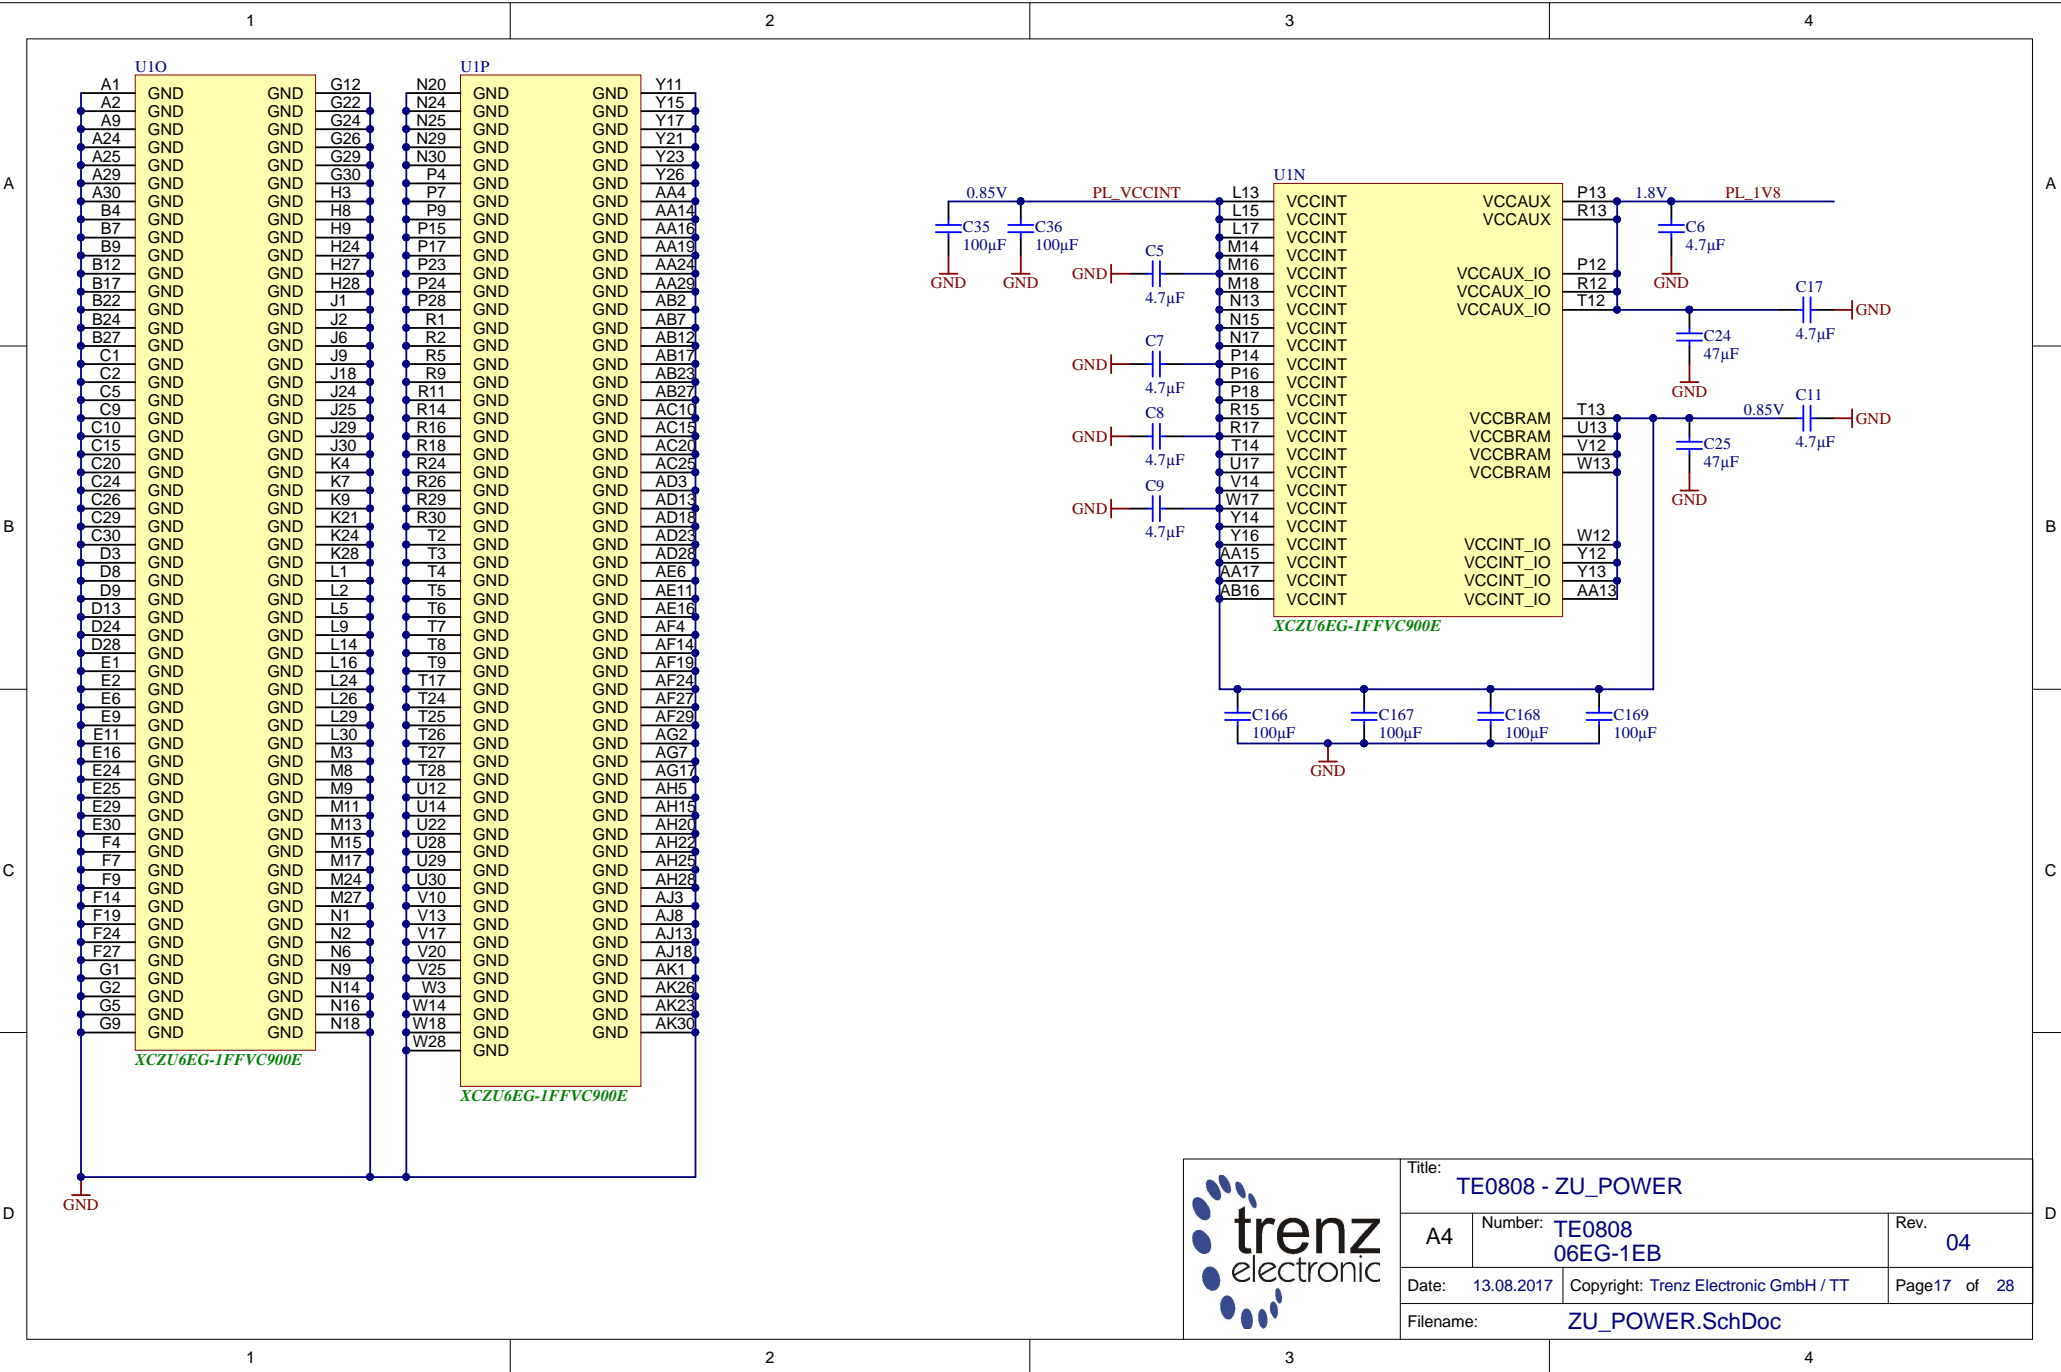 1 2 3 4
U1O U1P
A1 GND GND G12 N20 GND GND Y11
A2 GND GND G22 N24 GND GND Y15
A9 GND GND G24 N25 GND GND Y17
A24 GND GND G26 N29 GND GND Y21
A25 GND GND G29 N30 GND GND Y23
A29 GND GND G30 P4 GND GND Y26
A30 GND GND H3 P7 GND GND AA4
B4 GND GND H8 P9 GND GND AA14
B7 GND GND H9 P15 GND GND AA16
B9 GND GND H24 P17 GND GND AA19
B12 GND GND H27 P23 GND GND AA24
B17 GND GND H28 P24 GND GND AA29
B22 GND GND J1 P28 GND GND AB2
B24 GND GND J2 R1 GND GND AB7
B27 GND GND J6 R2 GND GND AB12
C1 GND GND J9 R5 GND GND AB17
C2 GND GND J18 R9 GND GND AB23
C5 GND GND J24 R11 GND GND AB27
C9 GND GND J25 R14 GND GND AC10
C10 GND GND J29 R16 GND GND AC15
C15 GND GND J30 R18 GND GND AC20
C20 GND GND K4 R24 GND GND AC25
C24 GND GND K7 R26 GND GND AD3
C26 GND GND K9 R29 GND GND AD13
C29 GND GND K21 R30 GND GND AD18
C30 GND GND K24 T2 GND GND AD23
D3 GND GND K28 T3 GND GND AD28
D8 GND GND L1 T4 GND GND AE6
D9 GND GND L2 T5 GND GND AE11
D13 GND GND L5 T6 GND GND AE16
D24 GND GND L9 T7 GND GND AF4
D28 GND GND L14 T8 GND GND AF14
E1 GND GND L16 T9 GND GND AF19
E2 GND GND L24 T17 GND GND AF24
E6 GND GND L26 T24 GND GND AF27
E9 GND GND L29 T25 GND GND AF29
E11 GND GND L30 T26 GND GND AG2
E16 GND GND M3 T27 GND GND AG7
E24 GND GND M8 T28 GND GND AG17
E25 GND GND M9 U12 GND GND AH5
E29 GND GND M11 U14 GND GND AH15
E30 GND GND M13 U22 GND GND AH20
F4 GND GND M15 U28 GND GND AH22
F7 GND GND M17 U29 GND GND AH25
F9 GND GND M24 U30 GND GND AH28
F14 GND GND M27 V10 GND GND AJ3
F19 GND GND N1 V13 GND GND AJ8
F24 GND GND N2 V17 GND GND AJ13
F27 GND GND N6 V20 GND GND AJ18
G1 GND GND N9 V25 GND GND AK1
G2 GND GND N14 W3 GND GND AK26
G5 GND GND N16 W14 GND GND AK23
G9 GND GND N18 W18 GND GND AK30
W28 GND
XCZU6EG-1FFVC900E
XCZU6EG-1FFVC900E
GND
U1N
0.85V PL_VCCINT L13 VCCINT VCCAUX P13 1.8V PL_1V8
L15 VCCINT VCCAUX R13
L17 VCCINT
M14 VCCINT
M16 VCCINT VCCAUX_IO P12
M18 VCCINT VCCAUX_IO R12
N13 VCCINT VCCAUX_IO T12
N15 VCCINT
N17 VCCINT
P14 VCCINT
P16 VCCINT
P18 VCCINT
R15 VCCINT VCCBRAM T13 0.85V
R17 VCCINT VCCBRAM U13
T14 VCCINT VCCBRAM V12
U17 VCCINT VCCBRAM W13
V14 VCCINT
W17 VCCINT
Y14 VCCINT
Y16 VCCINT VCCINT_IO W12
AA15 VCCINT VCCINT_IO Y12
AA17 VCCINT VCCINT_IO Y13
AB16 VCCINT VCCINT_IO AA13
XCZU6EG-1FFVC900E
C35 100µF GND
C36 100µF GND
GND C5 4.7µF
GND C7 4.7µF
GND C8 4.7µF
GND C9 4.7µF
C6 4.7µF GND
C17 4.7µF GND
C24 47µF GND
C11 4.7µF GND
C25 47µF GND
C166 C167 C168 C169
100µF 100µF 100µF 100µF
GND
A A
B B
C C
D D
trenz
electronic
Title:
TE0808 - ZU_POWER
A4 Number: TE0808
06EG-1EB
Rev. 04
Date: 13.08.2017 Copyright: Trenz Electronic GmbH / TT Page17 of 28
Filename: ZU_POWER.SchDoc
1 2 3 4